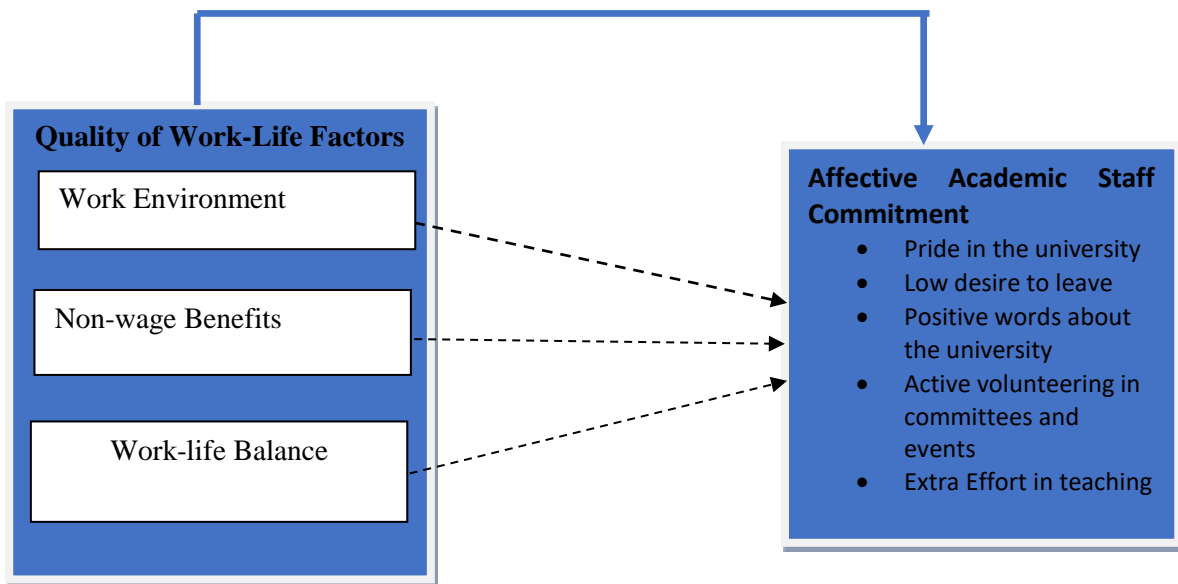 Quality of Work-Life Factors
Work Environment
Non-wage Benefits
Work-life Balance
Affective Academic Staff
Commitment
• Pride in the university
• Low desire to leave
• Positive words about
the university
• Active volunteering in
committees and
events
• Extra Effort in teaching